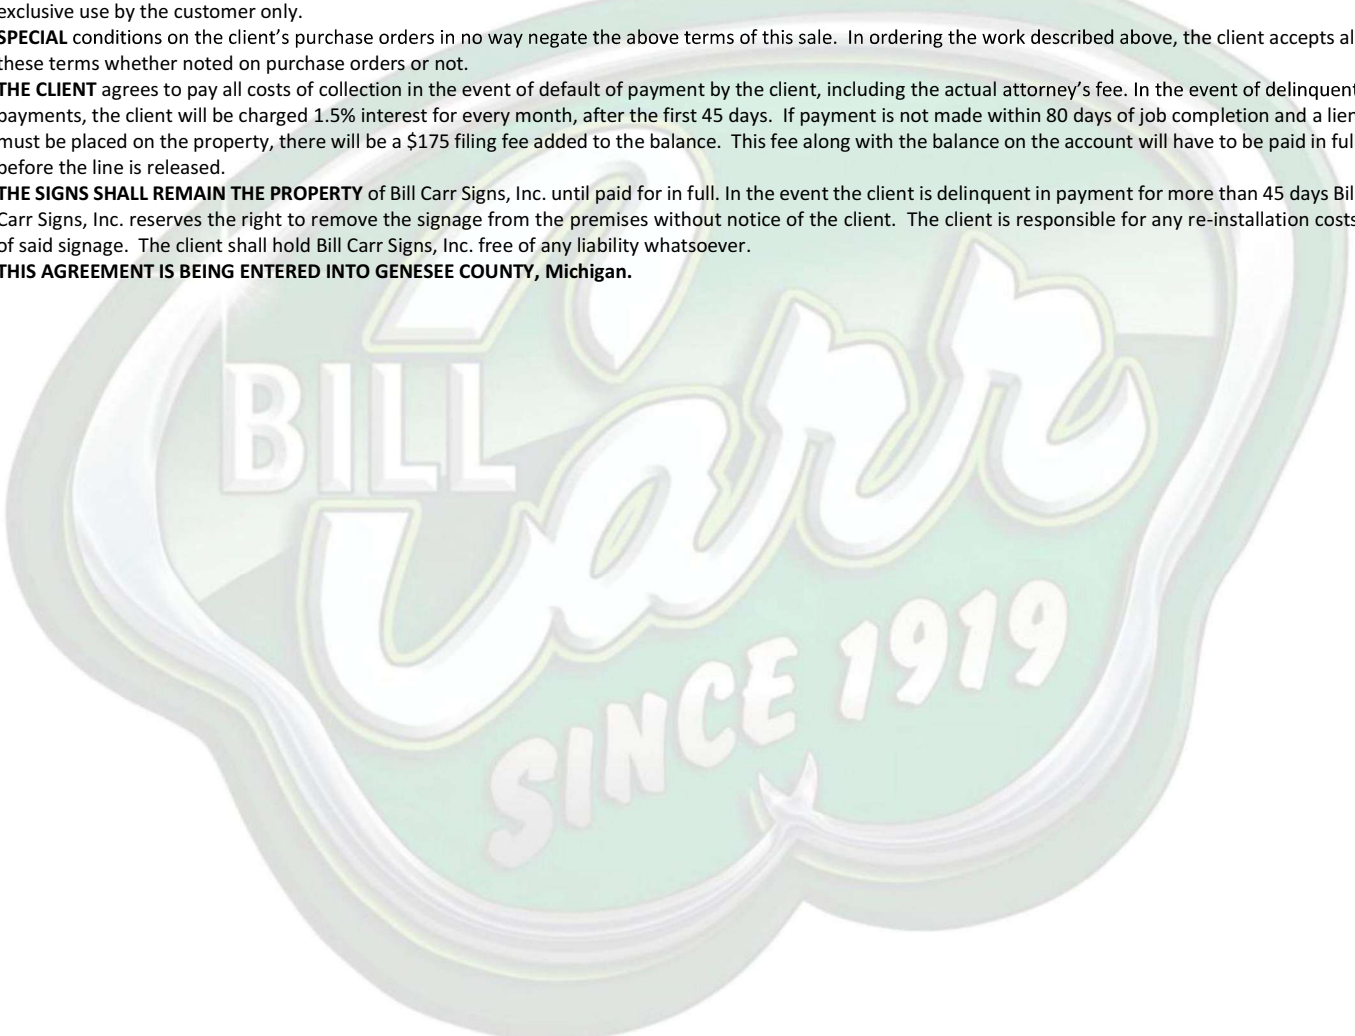 exclusive use by the customer only.
SPECIAL conditions on the client's purchase orders in no way negate the above terms of this sale.  In ordering the work described above, the client accepts al
these terms whether noted on purchase orders or not.
THE CLIENT agrees to pay all costs of collection in the event of default of payment by the client, including the actual attorney's fee. In the event of delinquent
payments, the client will be charged 1.5% interest for every month, after the first 45 days.  If payment is not made within 80 days of job completion and a lien
must be placed on the property, there will be a $175 filing fee added to the balance.  This fee along with the balance on the account will have to be paid in ful
before the line is released.
THE SIGNS SHALL REMAIN THE PROPERTY of Bill Carr Signs, Inc. until paid for in full. In the event the client is delinquent in payment for more than 45 days Bil
Carr Signs, Inc. reserves the right to remove the signage from the premises without notice of the client.  The client is responsible for any re-installation costs
of said signage.  The client shall hold Bill Carr Signs, Inc. free of any liability whatsoever.
THIS AGREEMENT IS BEING ENTERED INTO GENESEE COUNTY, Michigan.
BILL
Carr
SINCE 1919